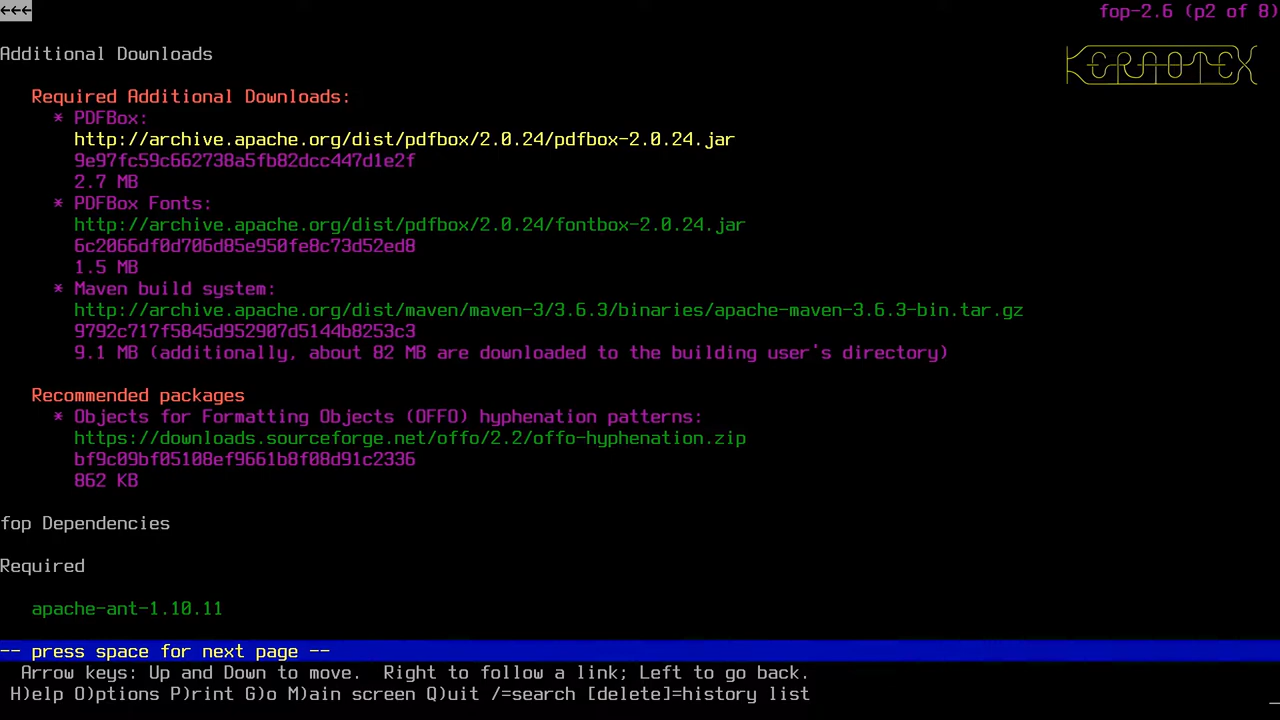 ←←←
fop-2.6 (p2 of 8)
Additional Downloads
KERNOTEX
Required Additional Downloads:
* PDFBox:
http://archive.apache.org/dist/pdfbox/2.0.24/pdfbox-2.0.24.jar
9e97fc59c662738a5fb82dcc447d1e2f
2.7 MB
* PDFBox Fonts:
http://archive.apache.org/dist/pdfbox/2.0.24/fontbox-2.0.24.jar
6c2066df0d706d85e950fe8c73d52ed8
1.5 MB
* Maven build system:
http://archive.apache.org/dist/maven/maven-3/3.6.3/binaries/apache-maven-3.6.3-bin.tar.gz
9792c717f5845d952907d5144b8253c3
9.1 MB (additionally, about 82 MB are downloaded to the building user's directory)
Recommended packages
* Objects for Formatting Objects (OFFO) hyphenation patterns:
https://downloads.sourceforge.net/offo/2.2/offo-hyphenation.zip
bf9c09bf05108ef9661b8f08d91c2336
862 KB
fop Dependencies
Required
apache-ant-1.10.11
-- press space for next page --
Arrow keys: Up and Down to move.  Right to follow a link; Left to go back.
H)elp O)ptions P)rint G)o M)ain screen Q)uit /=search [delete]=history list